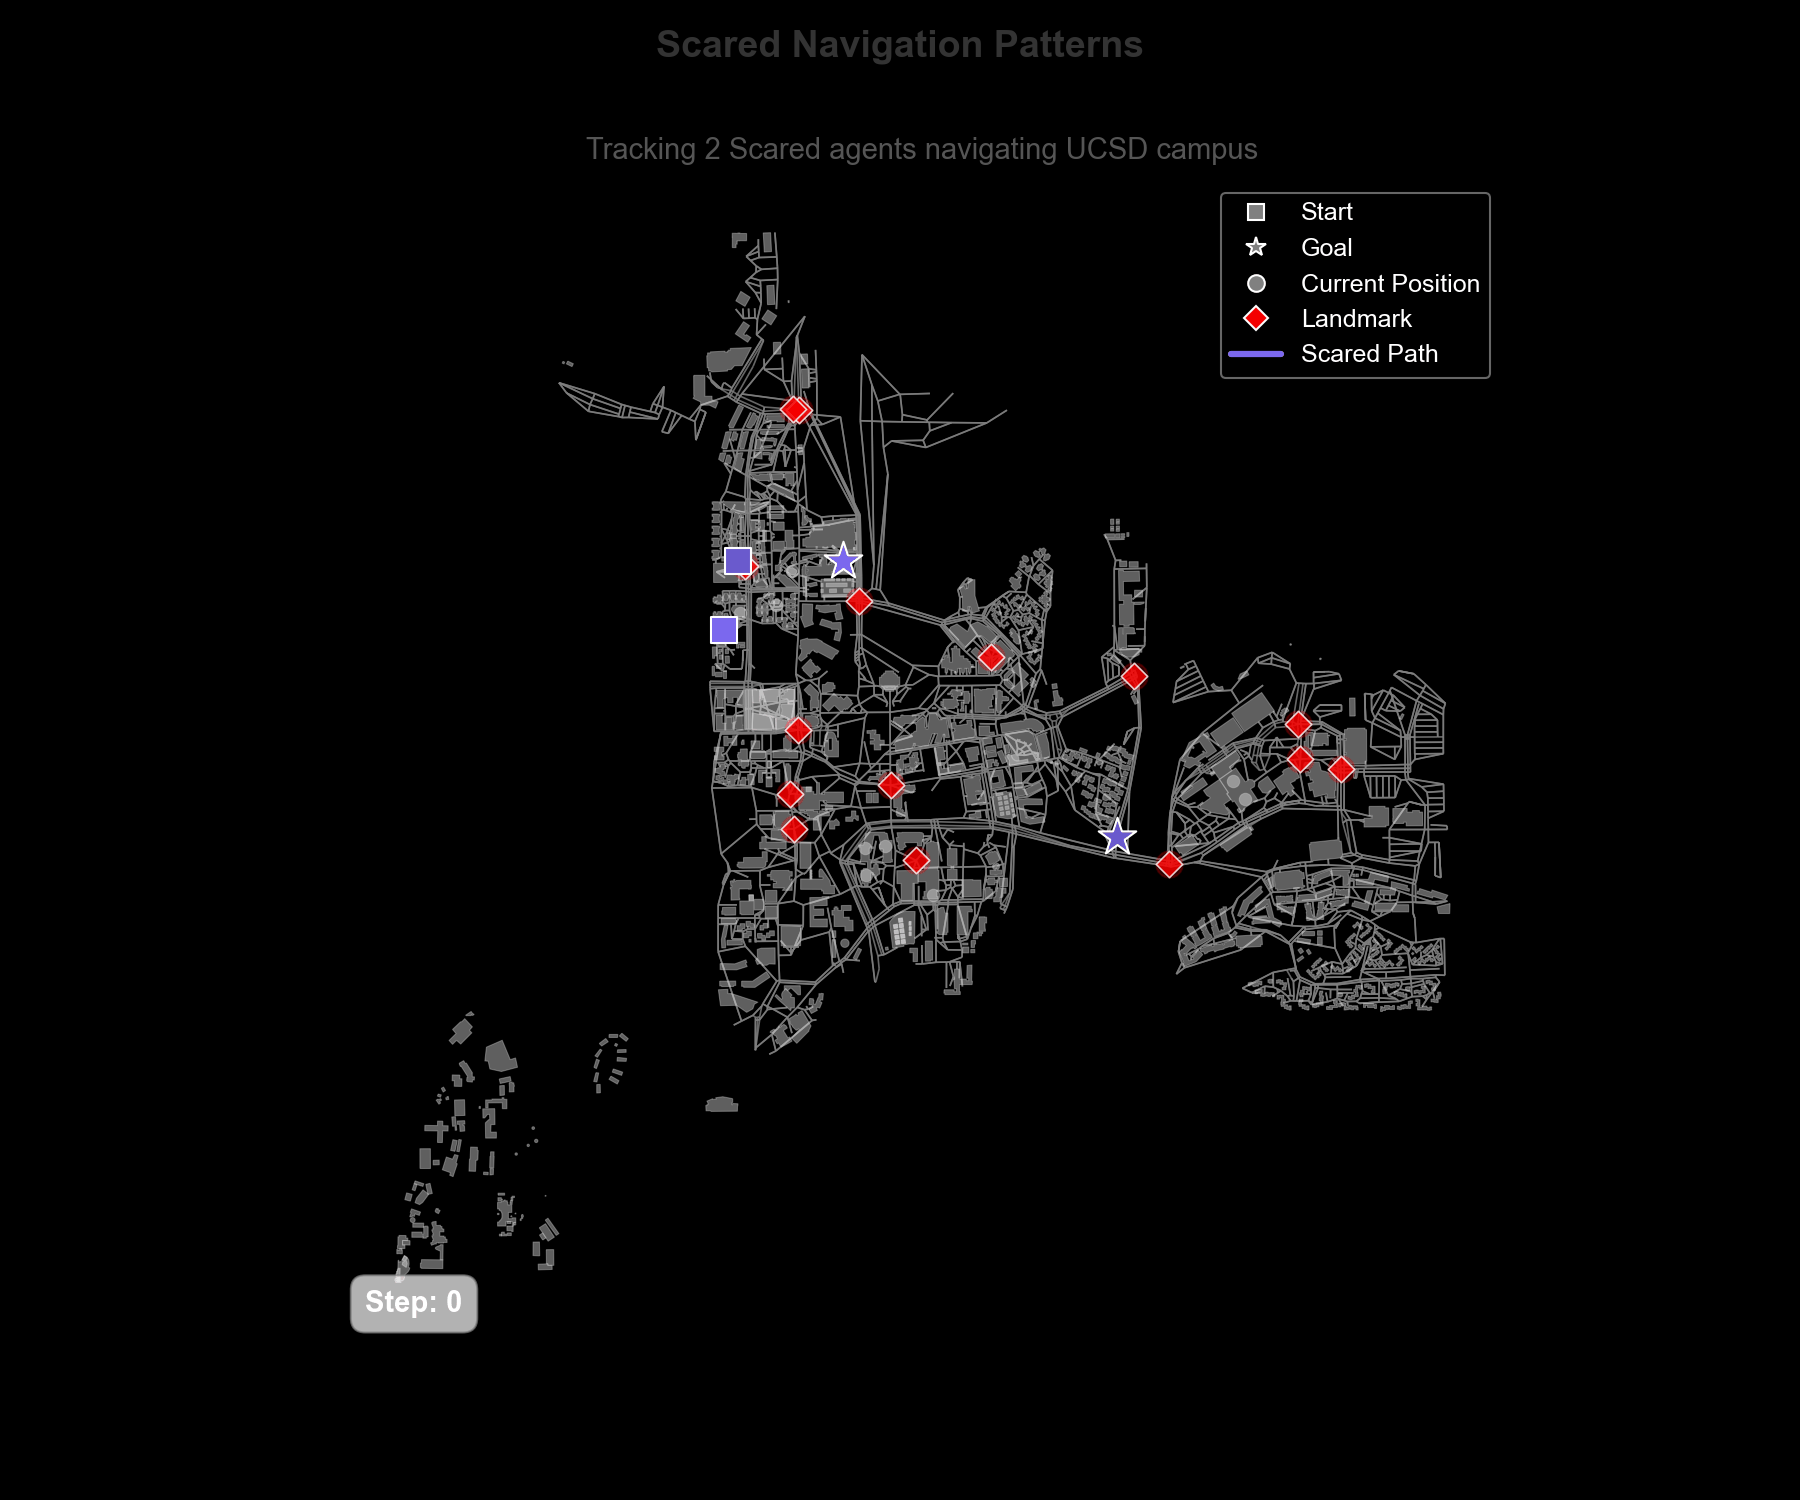 Scared Navigation Patterns
Tracking 2 Scared agents navigating UCSD campus
Start
Goal
Current Position
Landmark
Scared Path
Step: 0